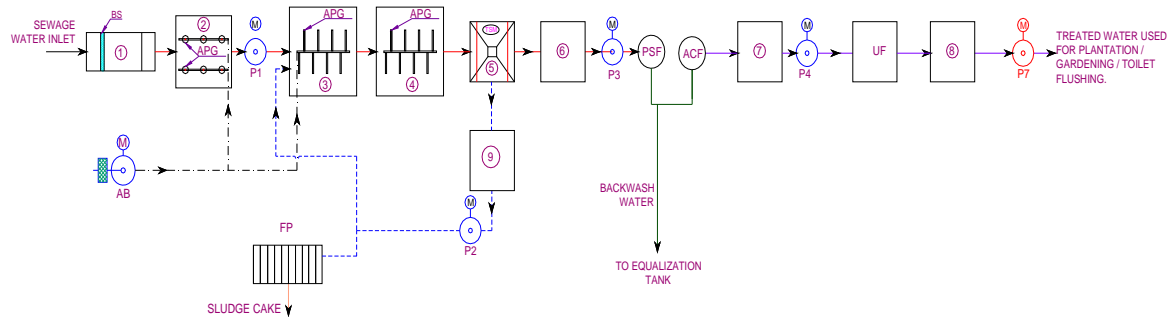 SEWAGE
WATER INLET
BS
1
2
APG
M
P1
APG
3
APG
4
TSM
5
6
M
P3
PSF
ACF
7
M
P4
UF
8
M
P7
TREATED WATER USED
FOR PLANTATION /
GARDENING / TOILET
FLUSHING.
M
AB
9
M
P2
FP
SLUDGE CAKE
BACKWASH
WATER
TO EQUALIZATION
TANK